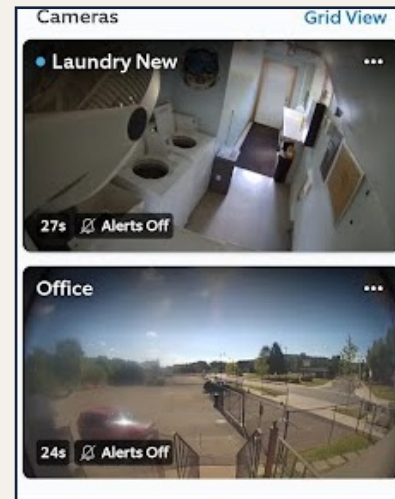 Cameras
Grid View
Laundry New
27s Alerts Off
Office
24s Alerts Off